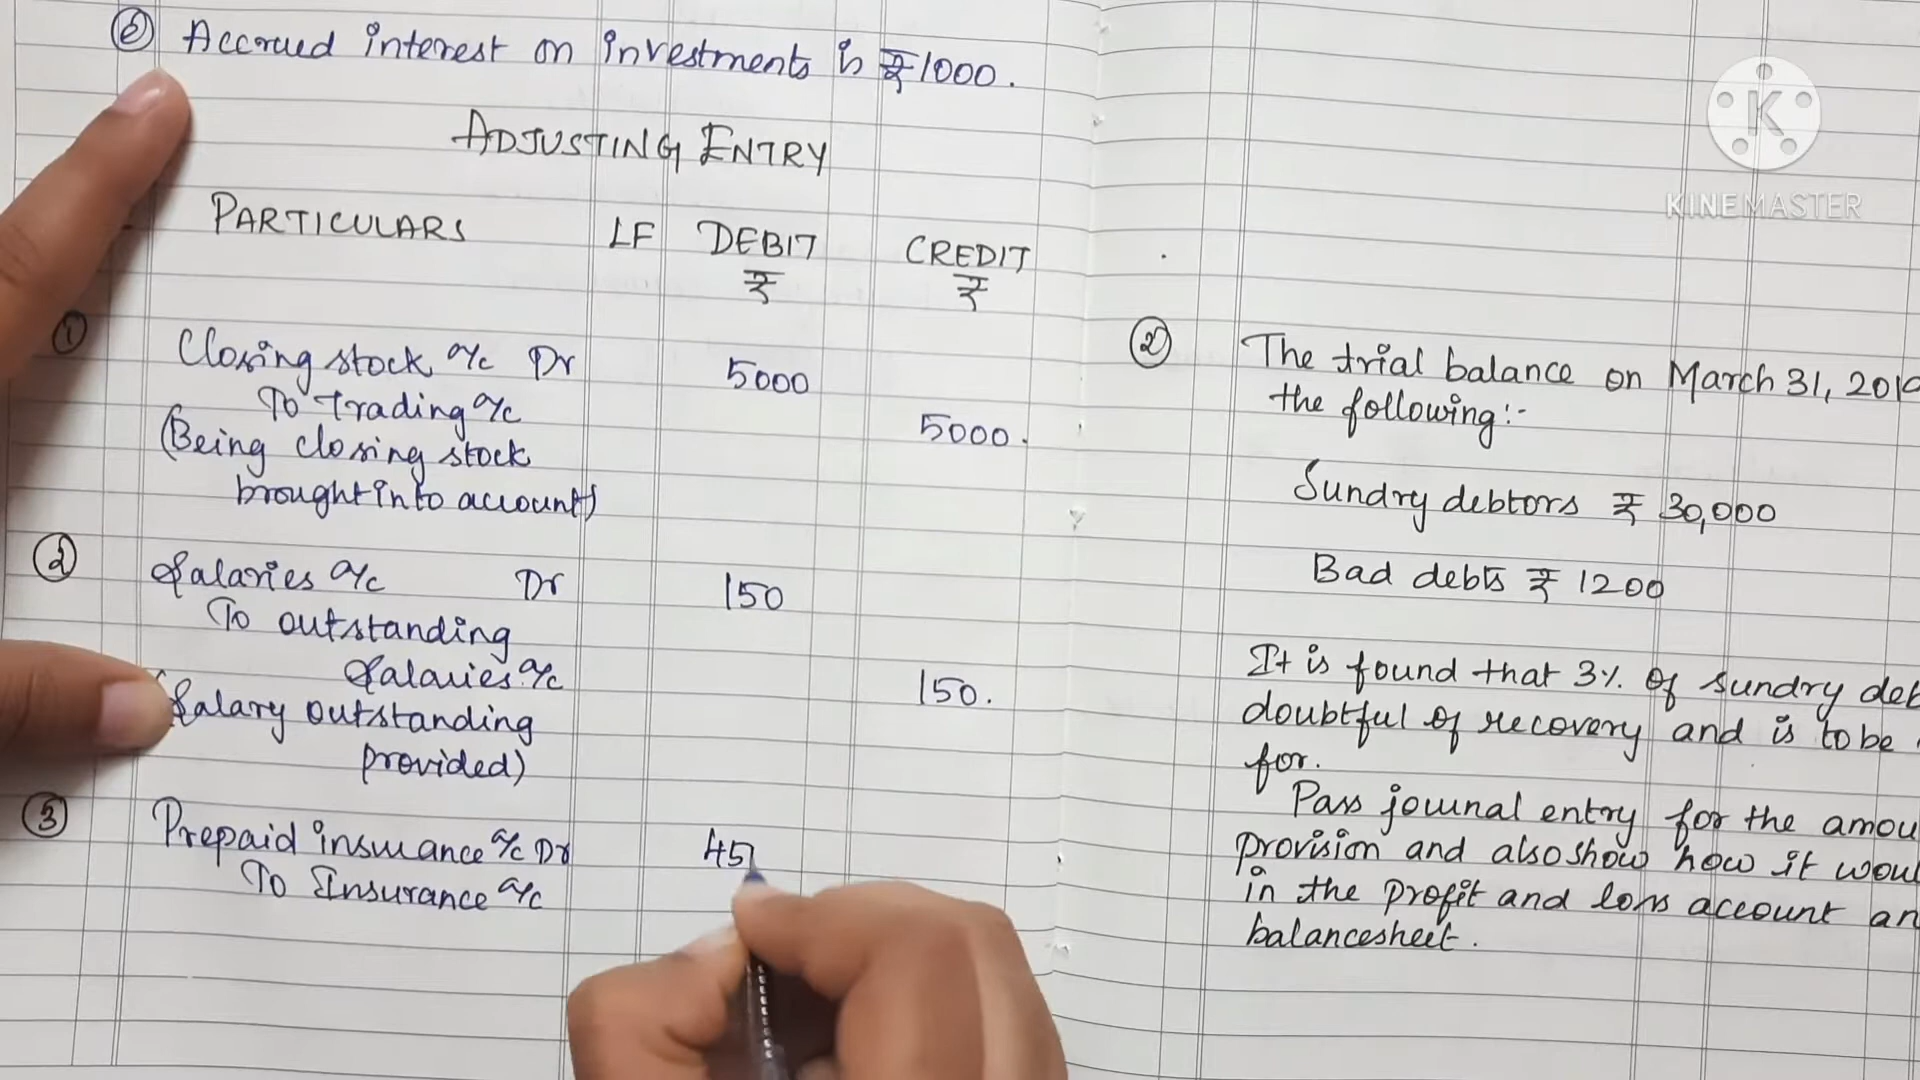 6 Accrued interest on investments is ₹1000.
ADJUSTING ENTRY
PARTICULARS LF DEBIT CREDIT
₹ ₹
1 Closing stock a/c Dr 5000
To Trading a/c 5000.
(Being closing stock
brought into account)
2 Salaries a/c Dr 150
To outstanding
Salaries a/c 150.
(Salary outstanding
provided)
3 Prepaid insurance a/c Dr 45
To Insurance a/c
K
KINEMASTER
2 The trial balance on March 31,
the following:-
Sundry debtors ₹ 30,000
Bad debts ₹ 1200
It is found that 3% of sundry
doubtful of recovery and is to be
for.
Pass journal entry for the
provision and also show how it
in the profit and loss account
balancesheet.